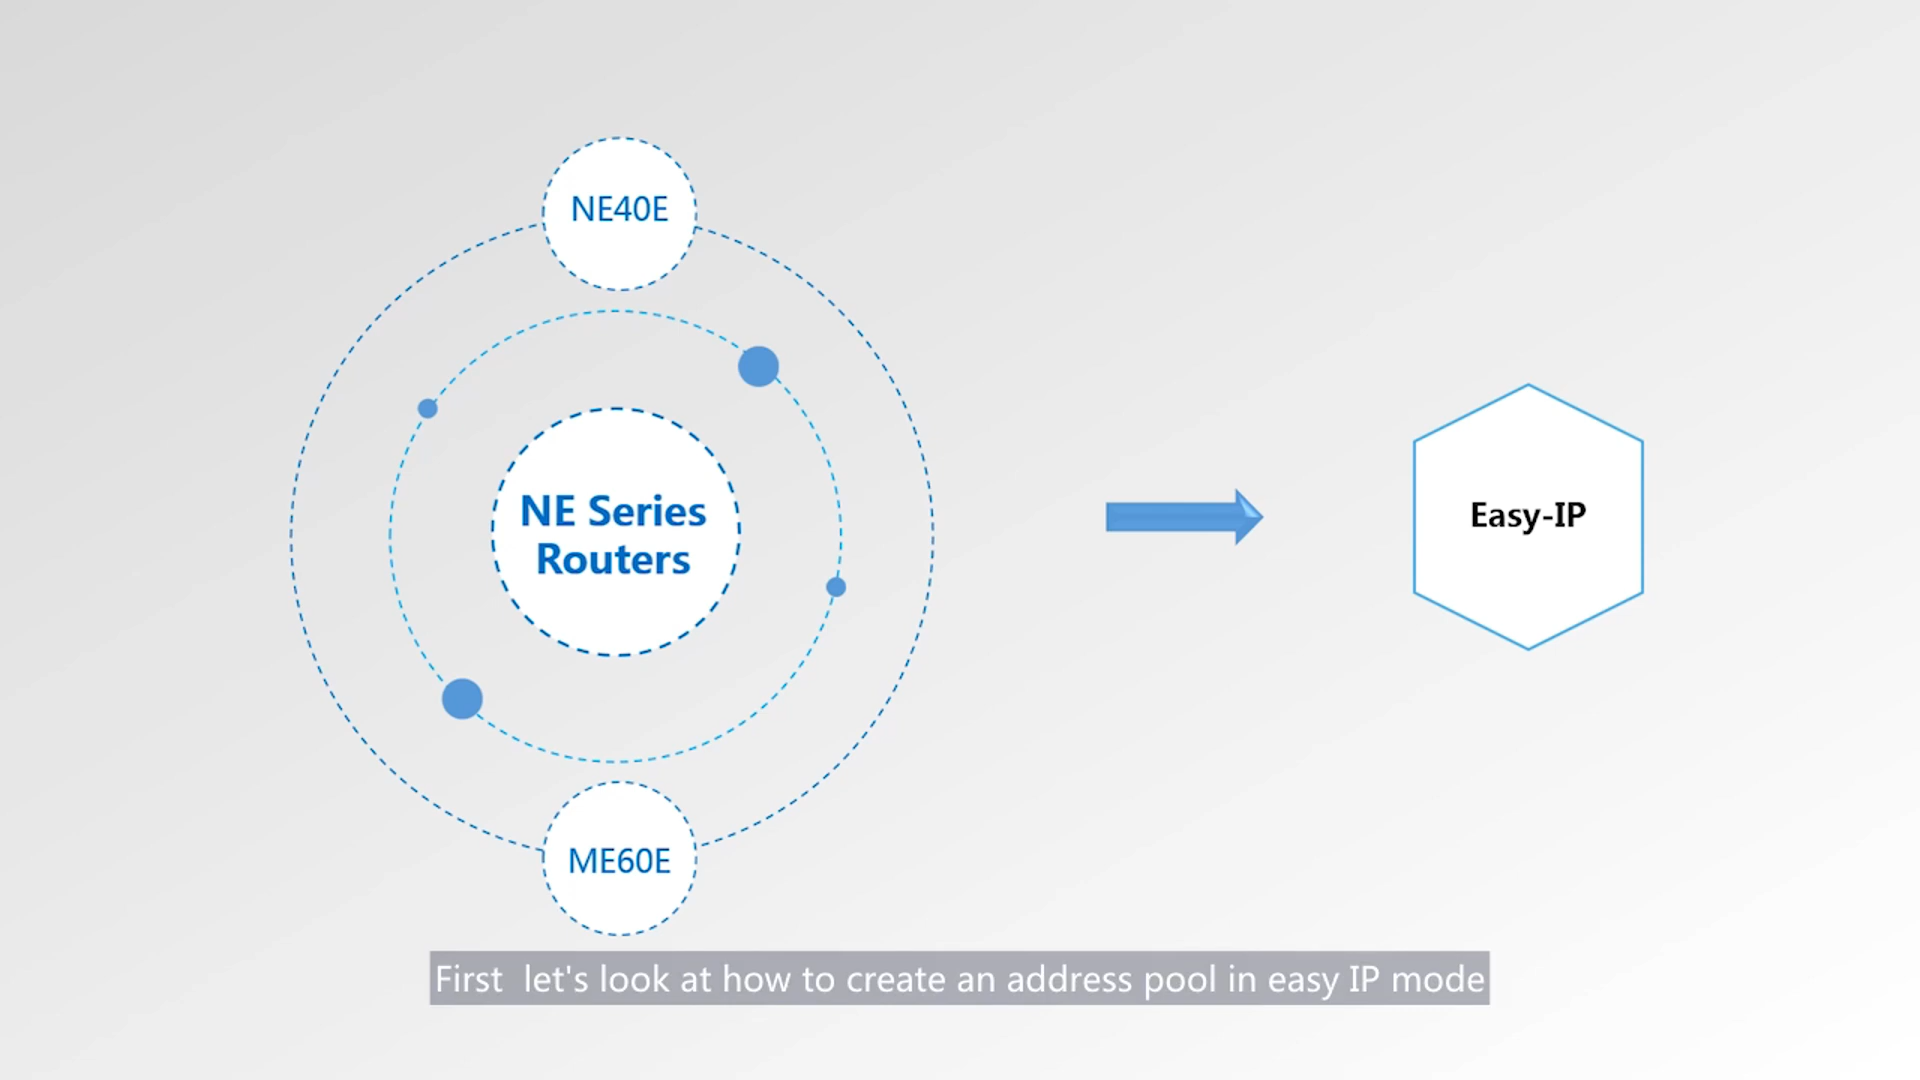 NE40E
NE Series
Routers
Easy-IP
ME60E
First  let's look at how to create an address pool in easy IP mode